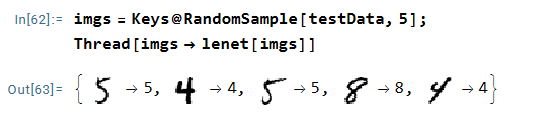 In[62]:= imgs = Keys@RandomSample[testData, 5];
Thread[imgs → lenet[imgs]]
Out[63]= { 5 → 5, 4 → 4, 5 → 5, 8 → 8, 4 → 4}